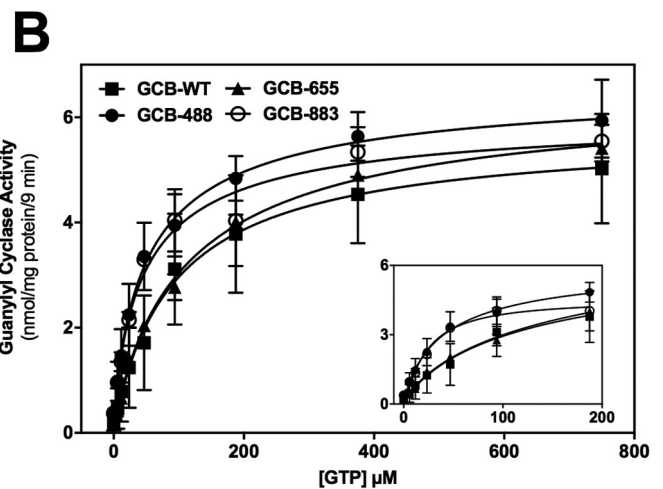 B
GCB-WT GCB-655
GCB-488 GCB-883
Guanylyl Cyclase Activity
(nmol/mg protein/9 min)
6
4
2
0
0 200 400 600 800
[GTP] µM
6
3
0
0 100 200